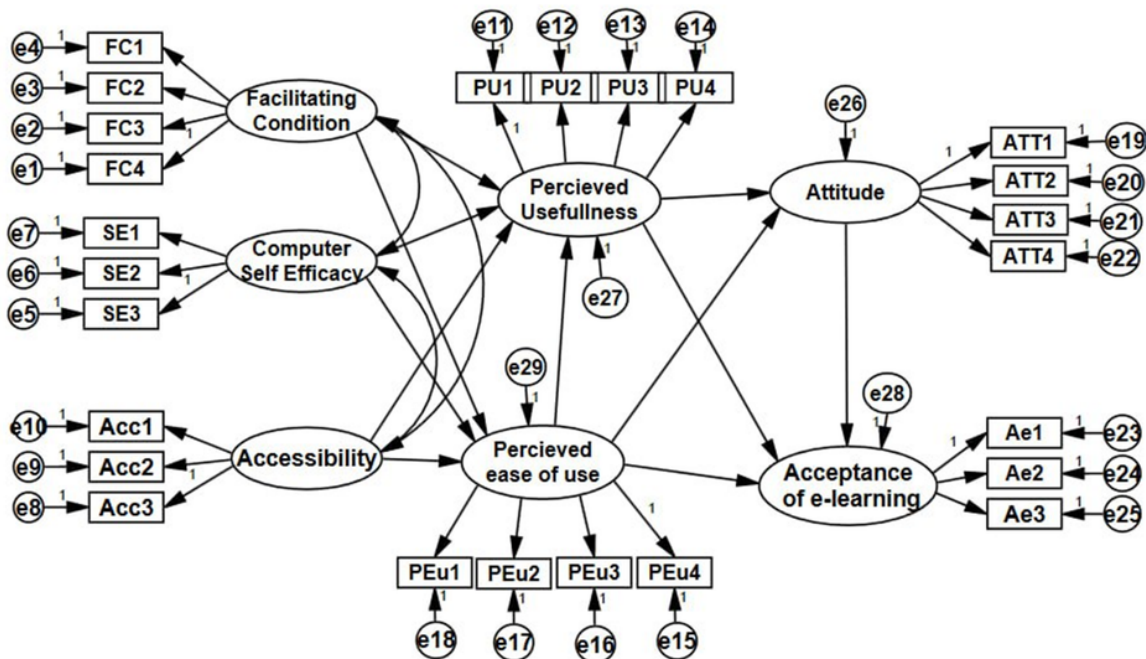 e11
e12
e13
e14
1
1
1
1
PU1
PU2
PU3
PU4
1
e4
1
FC1
e3
1
FC2
e2
1
FC3
e1
1
FC4
1
Facilitating
Condition
e7
1
SE1
e6
1
SE2
e5
1
SE3
1
Computer
Self Efficacy
e10
1
Acc1
e9
1
Acc2
e8
1
Acc3
1
Accessibility
Percieved
Usefullness
1
e27
e29
1
Percieved
ease of use
1
PEu1
PEu2
PEu3
PEu4
1
1
1
1
e18
e17
e16
e15
e26
1
Attitude
1
ATT1
1
e19
ATT2
1
e20
ATT3
1
e21
ATT4
1
e22
e28
1
Acceptance
of e-learning
1
Ae1
1
e23
Ae2
1
e24
Ae3
1
e25